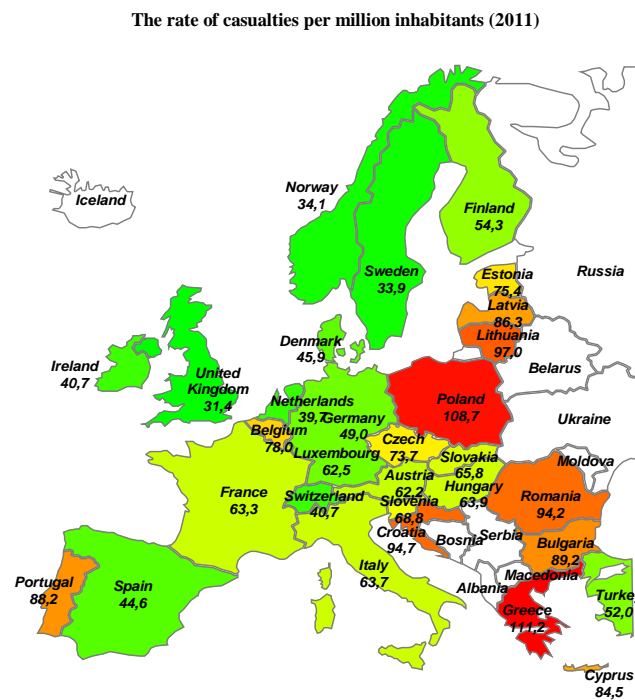 The rate of casualties per million inhabitants (2011)
Iceland
Norway
34,1
Finland
54,3
Sweden
33,9
Russia
Estonia
75,4
Latvia
86,3
Lithuania
97,0
Denmark
45,9
Belarus
Ireland
40,7
United
Kingdom
31,4
Netherlands
39,7
Germany
49,0
Poland
108,7
Ukraine
Belgium
78,0
Czech
73,7
Luxembourg
62,5
Slovakia
65,8
Moldova
Austria
62,2
Hungary
63,9
France
63,3
Switzerland
40,7
Slovenia
68,8
Romania
94,2
Croatia
94,7
Bosnia
Serbia
Bulgaria
89,2
Italy
63,7
Macedonia
Albania
Portugal
88,2
Spain
44,6
Greece
111,2
Turke
52,0
Cyprus
84,5